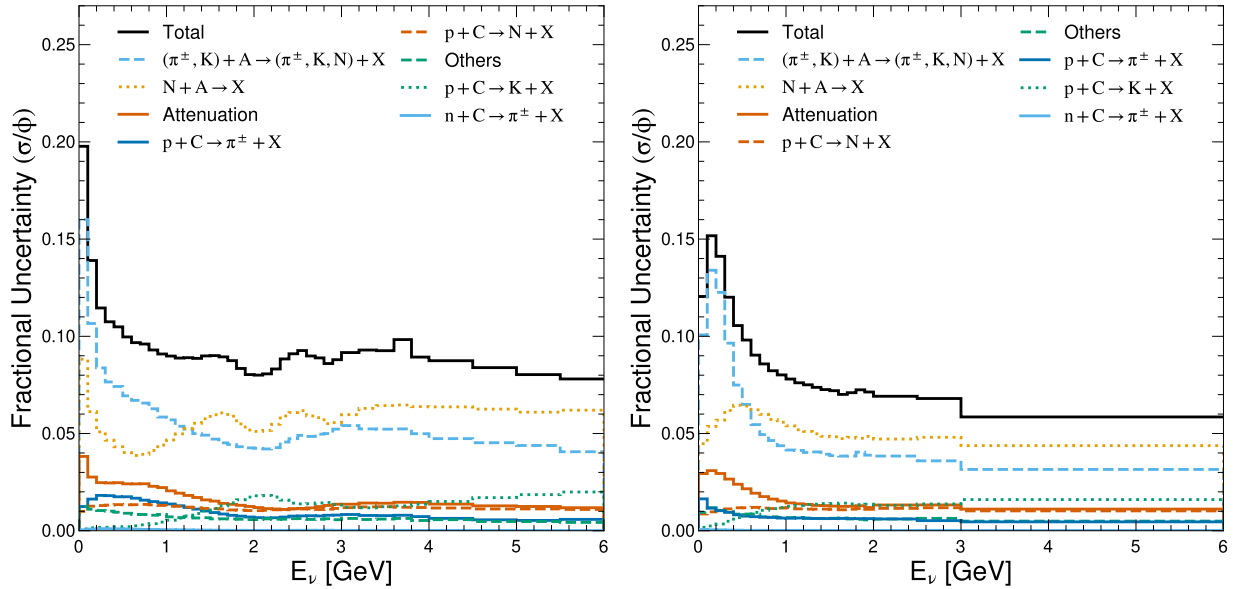 Fractional Uncertainty (σ/ϕ)
0.25
0.20
0.15
0.10
0.05
0.00
Total
(π±, K) + A → (π±, K, N) + X
N + A → X
Attenuation
p + C → π± + X
p + C → N + X
Others
p + C → K + X
n + C → π± + X
0 1 2 3 4 5 6
Eν [GeV]
Fractional Uncertainty (σ/ϕ)
0.25
0.20
0.15
0.10
0.05
0.00
Total
(π±, K) + A → (π±, K, N) + X
N + A → X
Attenuation
p + C → N + X
Others
p + C → π± + X
p + C → K + X
n + C → π± + X
0 1 2 3 4 5 6
Eν [GeV]